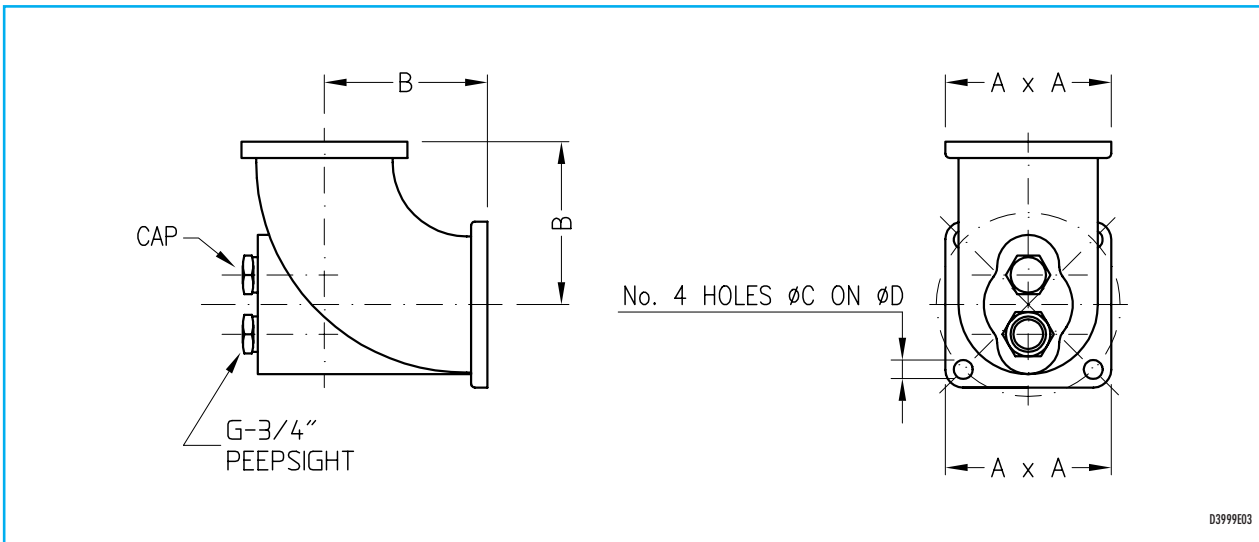 B
A x A
B
CAP
No. 4 HOLES øC ON øD
G-3/4"
PEEPSIGHT
A x A
D3999E03